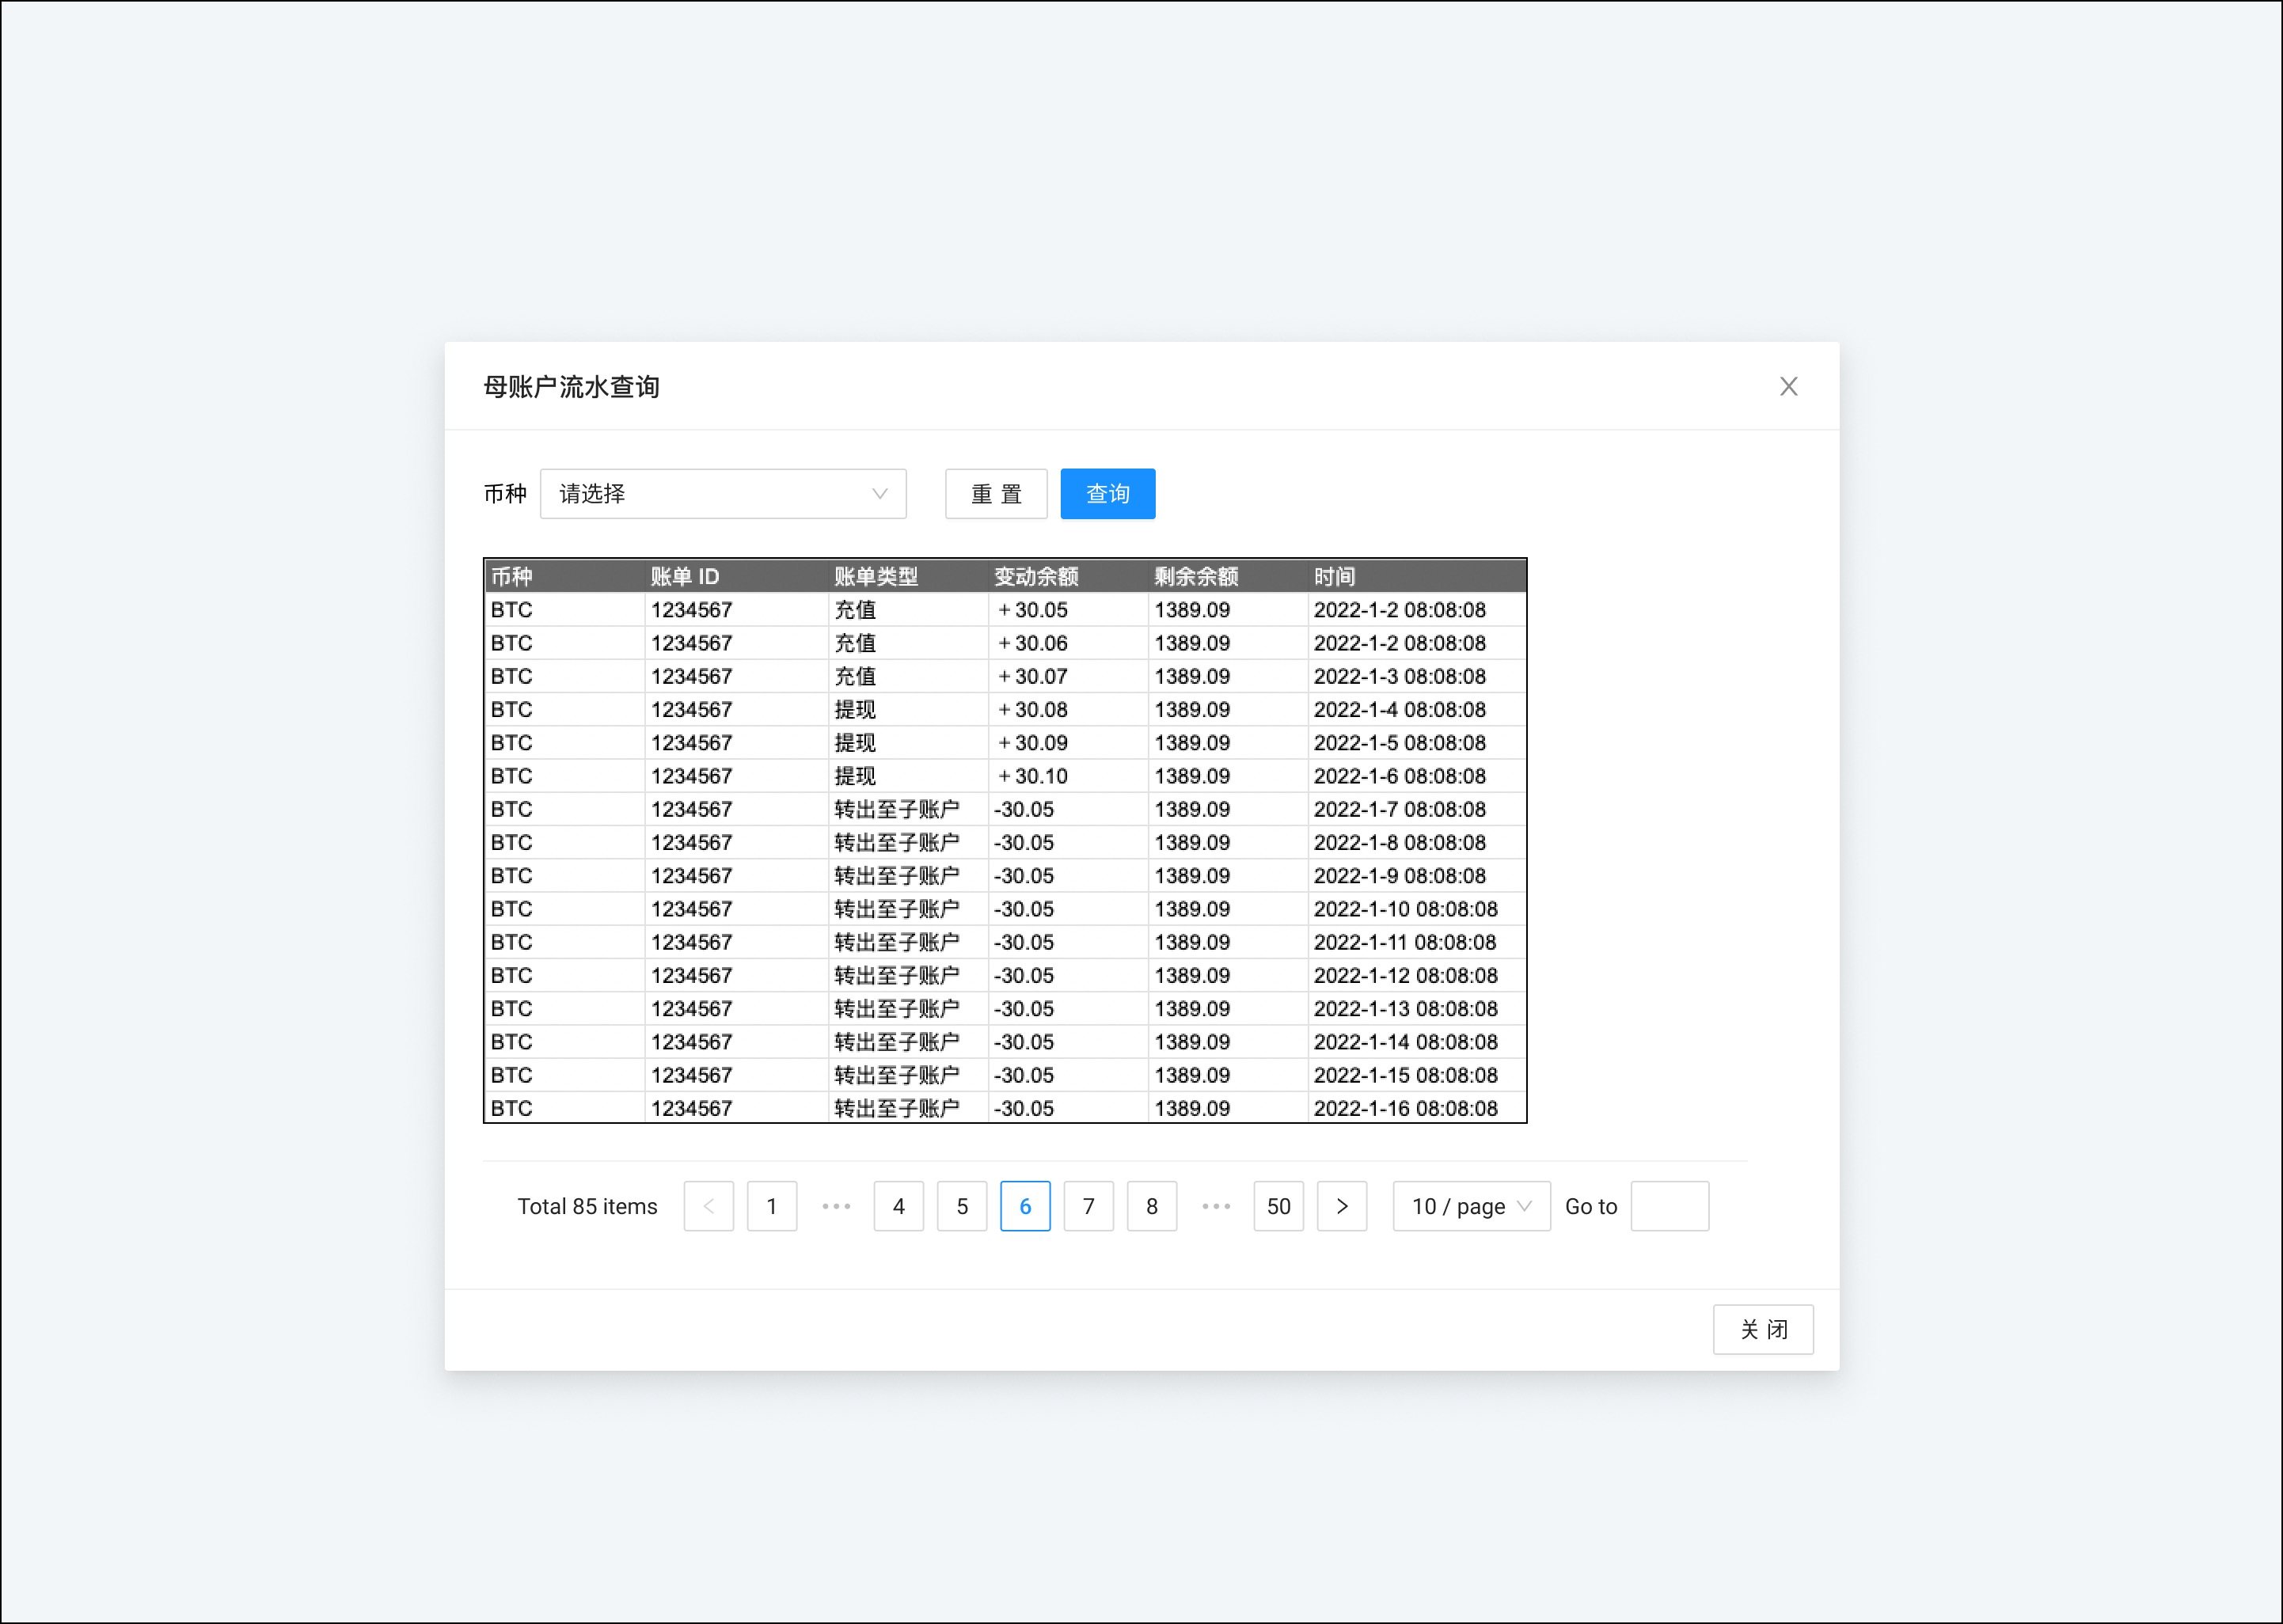 母账户流水查询
币种 请选择 重 置 查询
币种 账单 ID 账单类型 变动余额 剩余余额 时间
BTC 1234567 充值 + 30.05 1389.09 2022-1-2 08:08:08
BTC 1234567 充值 + 30.06 1389.09 2022-1-2 08:08:08
BTC 1234567 充值 + 30.07 1389.09 2022-1-3 08:08:08
BTC 1234567 提现 + 30.08 1389.09 2022-1-4 08:08:08
BTC 1234567 提现 + 30.09 1389.09 2022-1-5 08:08:08
BTC 1234567 提现 + 30.10 1389.09 2022-1-6 08:08:08
BTC 1234567 转出至子账户 -30.05 1389.09 2022-1-7 08:08:08
BTC 1234567 转出至子账户 -30.05 1389.09 2022-1-8 08:08:08
BTC 1234567 转出至子账户 -30.05 1389.09 2022-1-9 08:08:08
BTC 1234567 转出至子账户 -30.05 1389.09 2022-1-10 08:08:08
BTC 1234567 转出至子账户 -30.05 1389.09 2022-1-11 08:08:08
BTC 1234567 转出至子账户 -30.05 1389.09 2022-1-12 08:08:08
BTC 1234567 转出至子账户 -30.05 1389.09 2022-1-13 08:08:08
BTC 1234567 转出至子账户 -30.05 1389.09 2022-1-14 08:08:08
BTC 1234567 转出至子账户 -30.05 1389.09 2022-1-15 08:08:08
BTC 1234567 转出至子账户 -30.05 1389.09 2022-1-16 08:08:08
Total 85 items < 1 ••• 4 5 6 7 8 ••• 50 > 10 / page Go to
关 闭